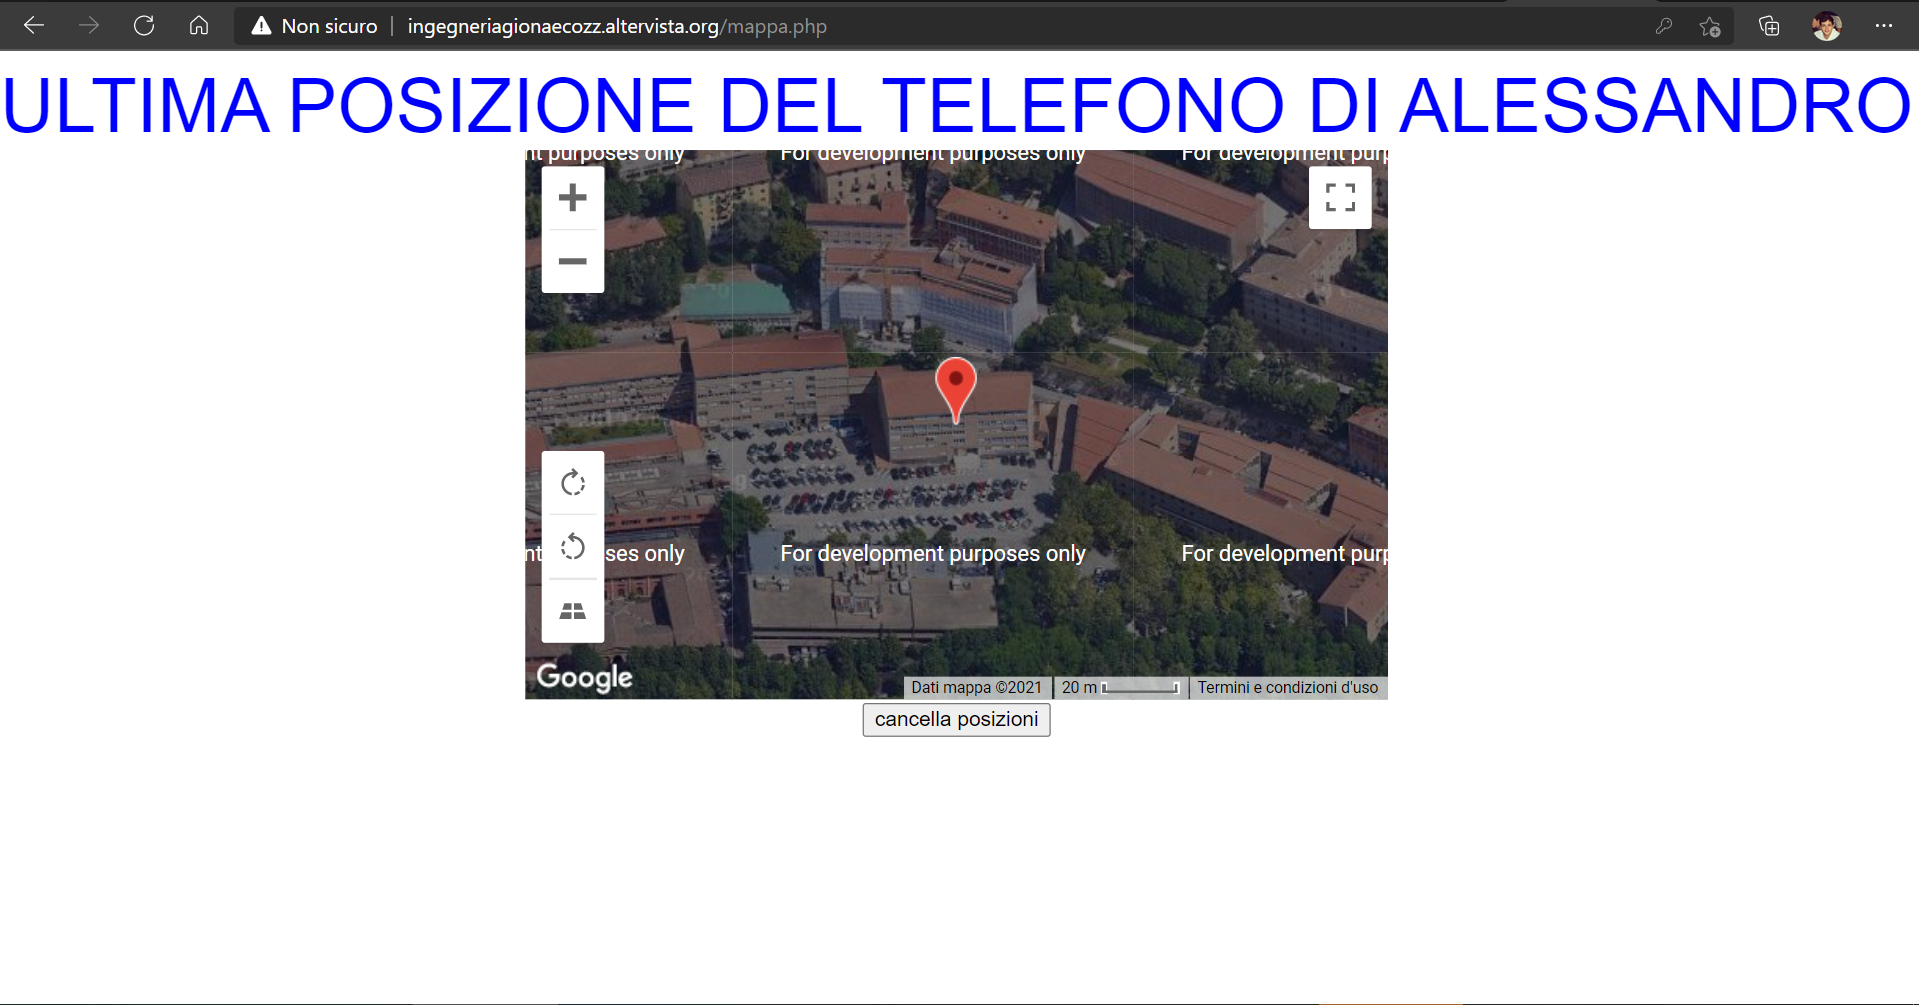 Non sicuro | ingegneriagionaecozz.altervista.org/mappa.php
ULTIMA POSIZIONE DEL TELEFONO DI ALESSANDRO
nt purposes only For development purposes only For development purp
nt ses only For development purposes only For development purp
Google
Dati mappa ©2021 20 m Termini e condizioni d'uso
cancella posizioni